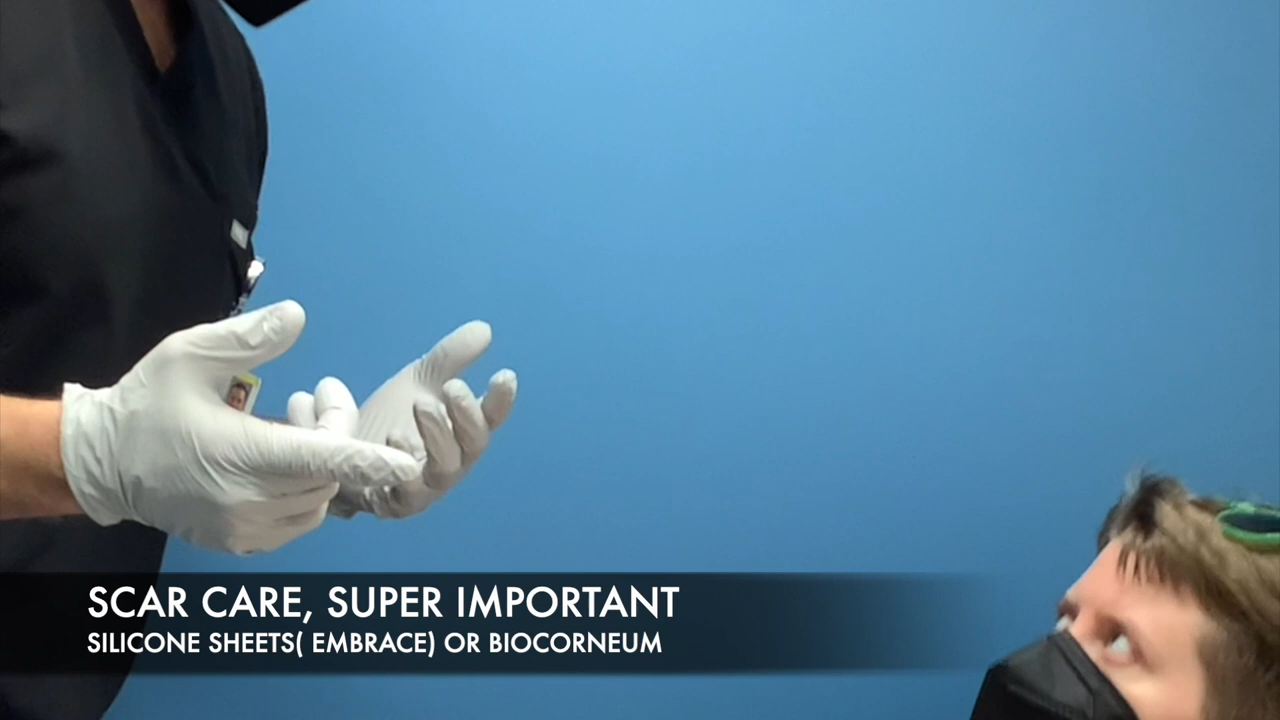 SCAR CARE, SUPER IMPORTANT
SILICONE SHEETS( EMBRACE) OR BIOCORNEUM